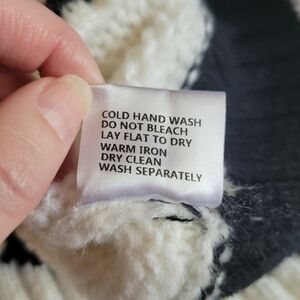 COLD HAND WASH
DO NOT BLEACH
LAY FLAT TO DRY
WARM IRON
DRY CLEAN
WASH SEPARATELY